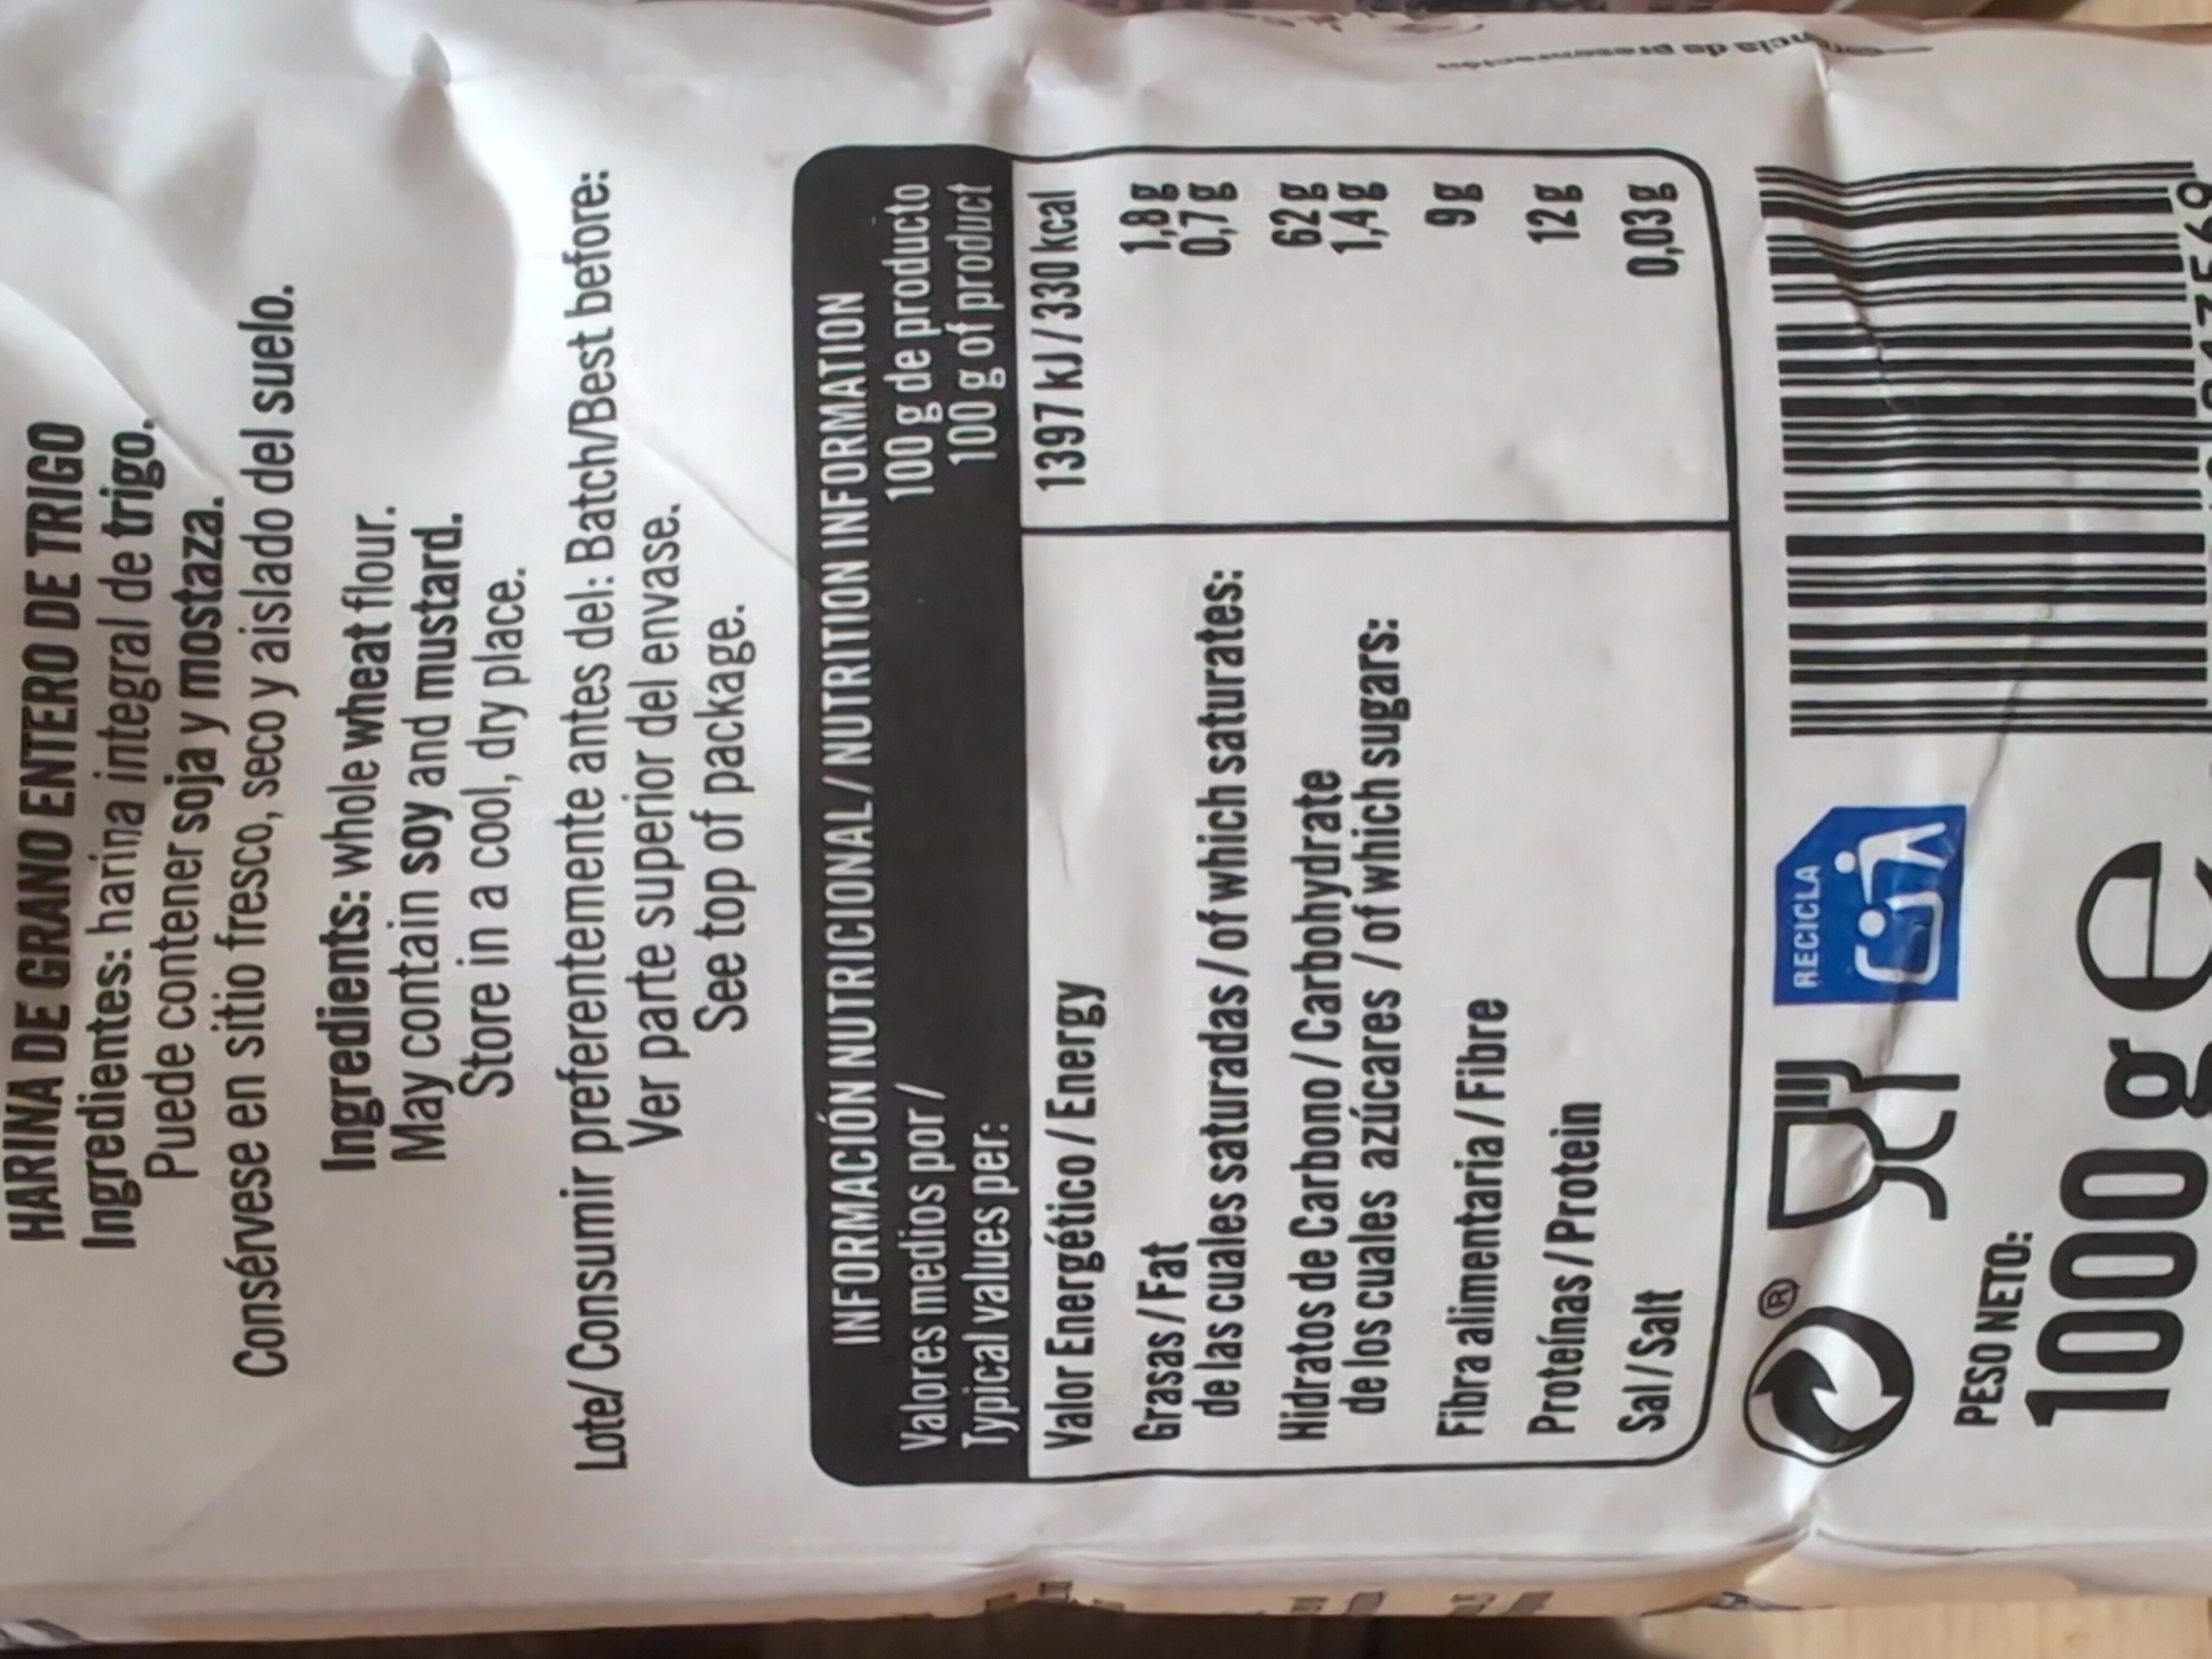 HARINA DE GRANO ENTERO DE TRIGO
Ingredientes: harina integral de trigo.
Puede contener soja y mostaza.
Consérvese en sitio fresco, seco y aislado del suelo.
Ingredients: whole wheat flour.
May contain soy and mustard.
Store in a cool, dry place.
Lote/ Consumir preferentemente antes del: Batch/Best before:
Ver parte superior del envase.
See top of package.
INFORMACIÓN NUTRICIONAL / NUTRITION INFORMATION
Valores medios por / 100 g de producto
Typical values per: 100 g of product
Valor Energético / Energy 1397 kJ / 330 kcal
Grasas / Fat 1,8 g
de las cuales saturadas / of which saturates: 0,7 g
Hidratos de Carbono / Carbohydrate 62 g
de los cuales azúcares / of which sugars: 1,4 g
Fibra alimentaria / Fibre 9 g
Proteínas / Protein 12 g
Sal / Salt 0,03 g
® RECICLA
PESO NETO:
1000 g e